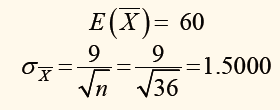 E(X̅) = 60
σ_X̅ = 9/√n = 9/√36 = 1.5000